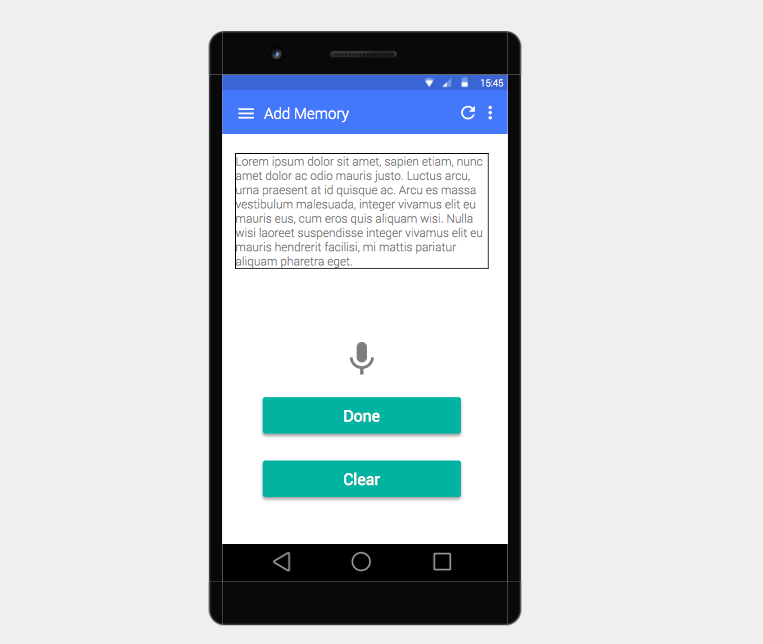 15:45
Add Memory
Lorem ipsum dolor sit amet, sapien etiam, nunc
amet dolor ac odio mauris justo. Luctus arcu,
urna praesent at id quisque ac. Arcu es massa
vestibulum malesuada, integer vivamus elit eu
mauris eus, cum eros quis aliquam wisi. Nulla
wisi laoreet suspendisse integer vivamus elit eu
mauris hendrerit facilisi, mi mattis pariatur
aliquam pharetra eget.
Done
Clear